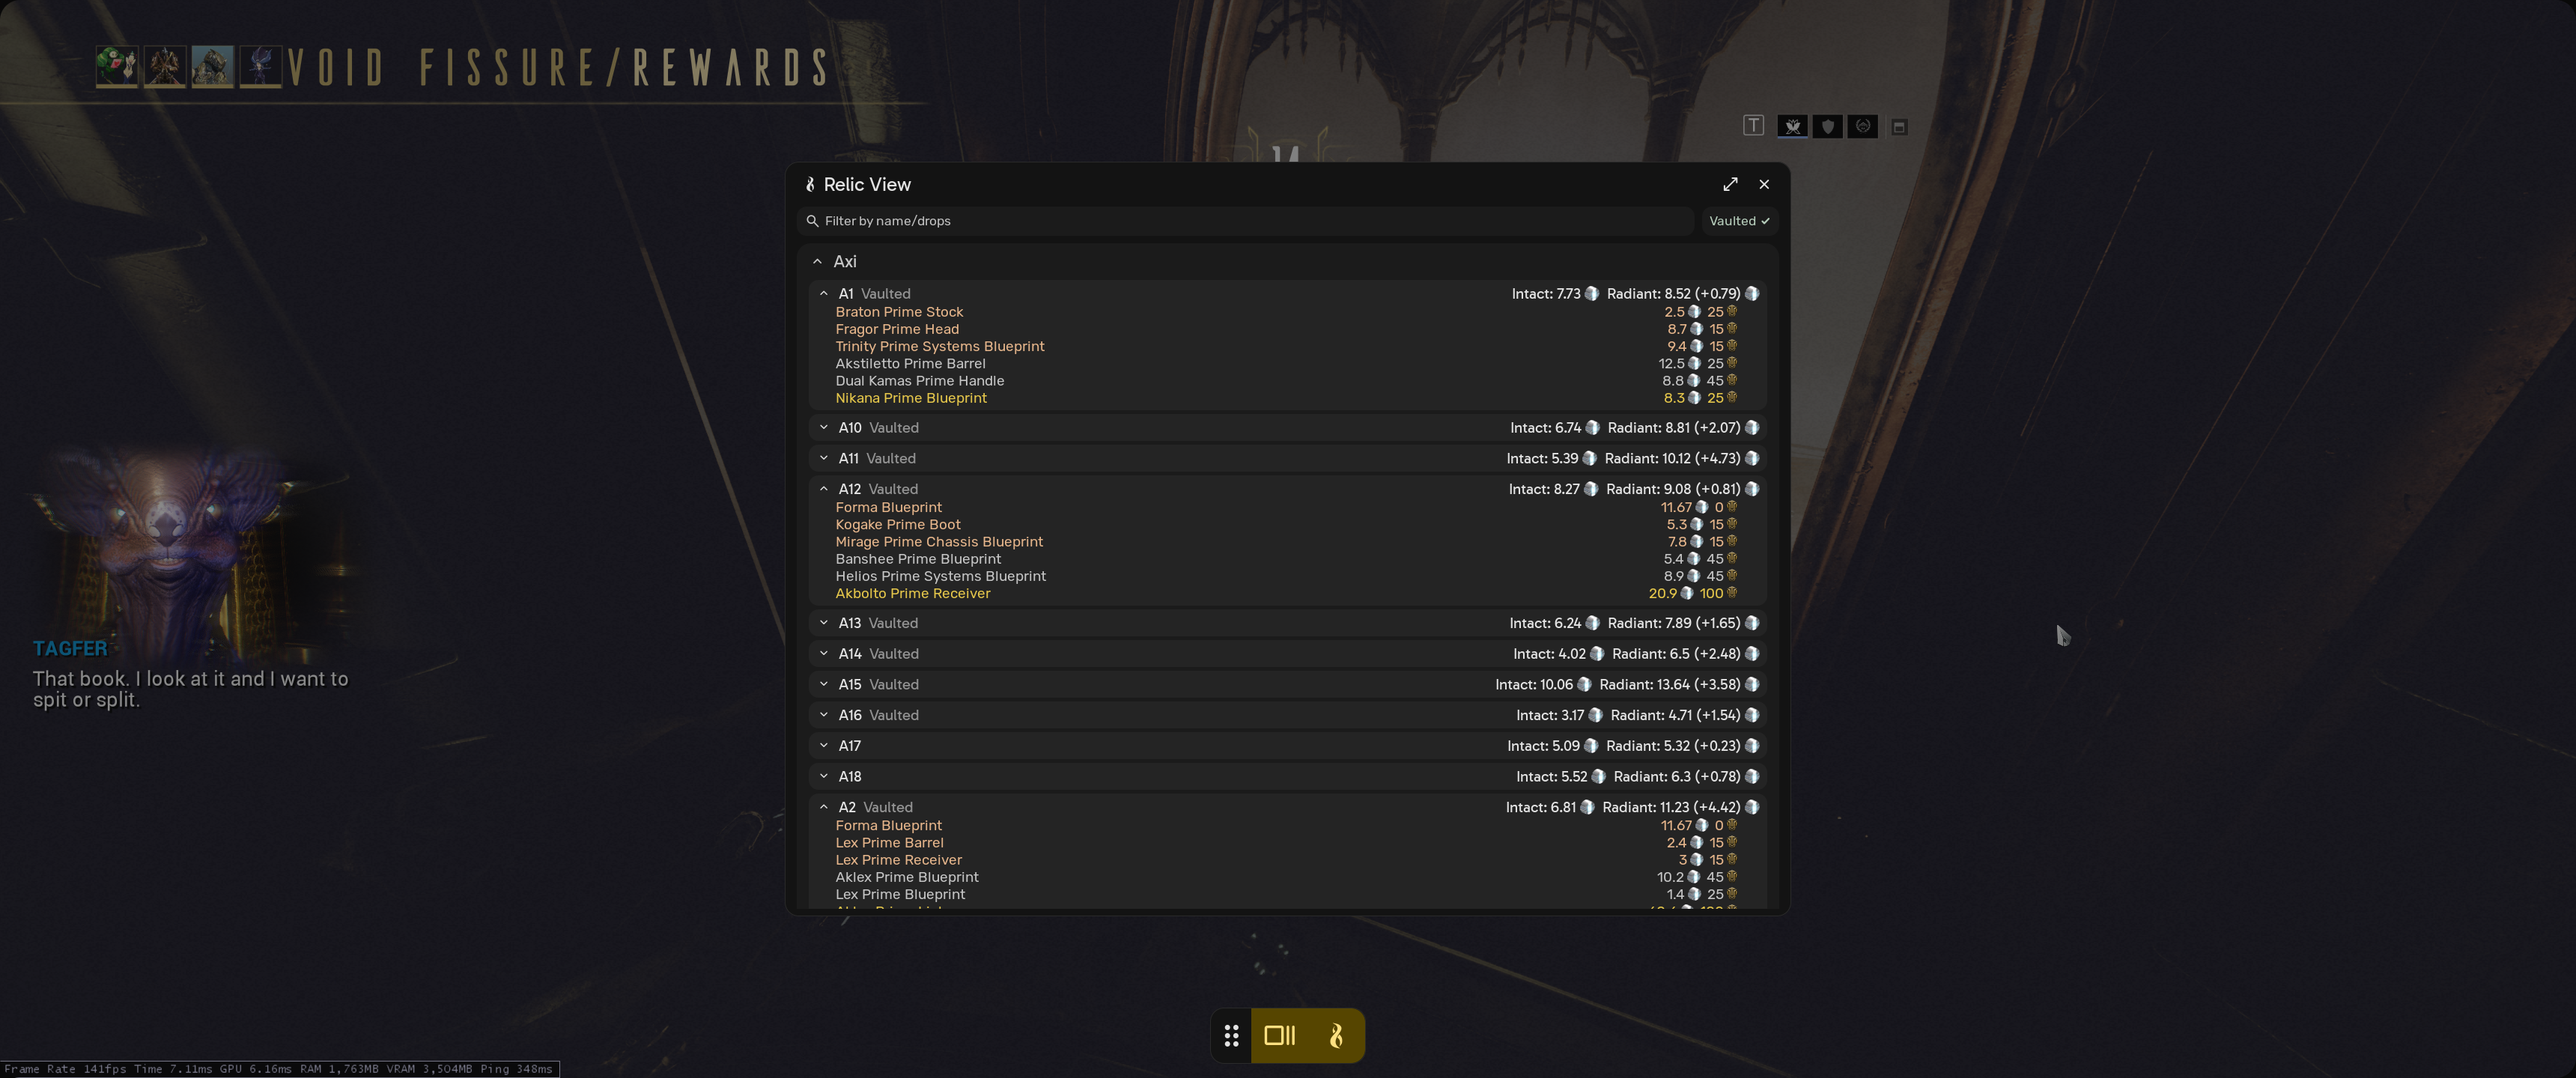 VOID FISSURE/REWARDS
T
14
Relic View
Filter by name/drops
Vaulted
Axi
A1 Vaulted Intact: 7.73 Radiant: 8.52 (+0.79)
Braton Prime Stock 2.5 25
Fragor Prime Head 8.7 15
Trinity Prime Systems Blueprint 9.4 15
Akstiletto Prime Barrel 12.5 25
Dual Kamas Prime Handle 8.8 45
Nikana Prime Blueprint 8.3 25
A10 Vaulted Intact: 6.74 Radiant: 8.81 (+2.07)
A11 Vaulted Intact: 5.39 Radiant: 10.12 (+4.73)
A12 Vaulted Intact: 8.27 Radiant: 9.08 (+0.81)
Forma Blueprint 11.67 0
Kogake Prime Boot 5.3 15
Mirage Prime Chassis Blueprint 7.8 15
Banshee Prime Blueprint 5.4 45
Helios Prime Systems Blueprint 8.9 45
Akbolto Prime Receiver 20.9 100
A13 Vaulted Intact: 6.24 Radiant: 7.89 (+1.65)
A14 Vaulted Intact: 4.02 Radiant: 6.5 (+2.48)
A15 Vaulted Intact: 10.06 Radiant: 13.64 (+3.58)
A16 Vaulted Intact: 3.17 Radiant: 4.71 (+1.54)
A17 Intact: 5.09 Radiant: 5.32 (+0.23)
A18 Intact: 5.52 Radiant: 6.3 (+0.78)
A2 Vaulted Intact: 6.81 Radiant: 11.23 (+4.42)
Forma Blueprint 11.67 0
Lex Prime Barrel 2.4 15
Lex Prime Receiver 3 15
Aklex Prime Blueprint 10.2 45
Lex Prime Blueprint 1.4 25
TAGFER
That book. I look at it and I want to
spit or split.
Frame Rate 141fps Time 7.11ms GPU 6.16ms RAM 1,763MB VRAM 3,504MB Ping 348ms